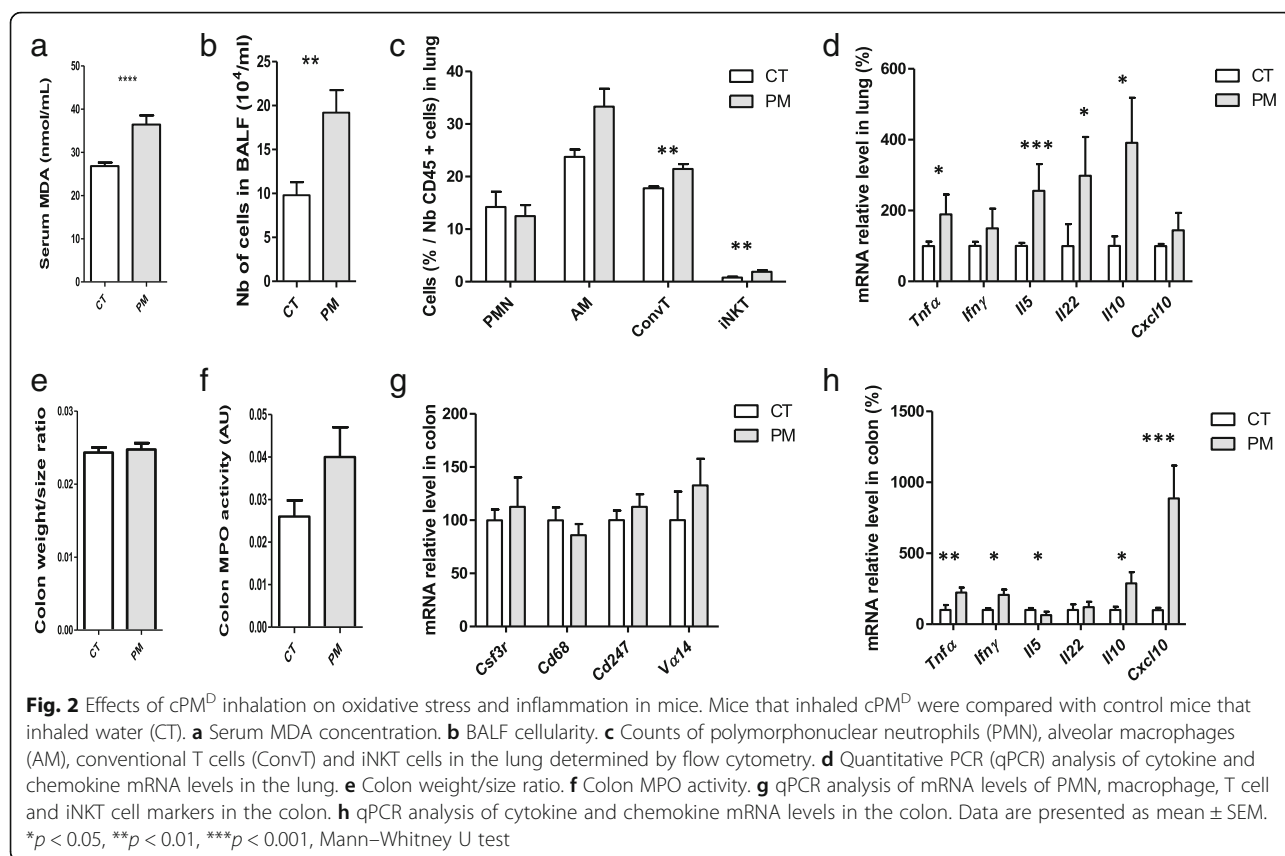 a
Serum MDA (nmol/mL)
50
40
30
20
10
0
****
CT
PM
b
Nb of cells in BALF (10⁴/ml)
25
20
15
10
5
0
**
CT
PM
c
Cells (% / Nb CD45 + cells) in lung
40
30
20
10
0
**
**
PMN
AM
ConvT
iNKT
CT
PM
d
mRNA relative level in lung (%)
600
400
200
0
*
***
*
*
Tnfα
Ifnγ
Il5
Il22
Il10
Cxcl10
CT
PM
e
Colon weight/size ratio
0.03
0.02
0.01
0.00
CT
PM
f
Colon MPO activity (AU)
0.05
0.04
0.03
0.02
0.01
0.00
CT
PM
g
mRNA relative level in colon
200
150
100
50
0
Csf3r
Cd68
Cd247
Vα14
CT
PM
h
mRNA relative level in colon (%)
1500
1000
500
0
**
*
*
*
***
Tnfα
Ifnγ
Il5
Il22
Il10
Cxcl10
CT
PM
Fig. 2 Effects of cPMᴰ inhalation on oxidative stress and inflammation in mice. Mice that inhaled cPMᴰ were compared with control mice that
inhaled water (CT). a Serum MDA concentration. b BALF cellularity. c Counts of polymorphonuclear neutrophils (PMN), alveolar macrophages
(AM), conventional T cells (ConvT) and iNKT cells in the lung determined by flow cytometry. d Quantitative PCR (qPCR) analysis of cytokine and
chemokine mRNA levels in the lung. e Colon weight/size ratio. f Colon MPO activity. g qPCR analysis of mRNA levels of PMN, macrophage, T cell
and iNKT cell markers in the colon. h qPCR analysis of cytokine and chemokine mRNA levels in the colon. Data are presented as mean ± SEM.
*p < 0.05, **p < 0.01, ***p < 0.001, Mann–Whitney U test